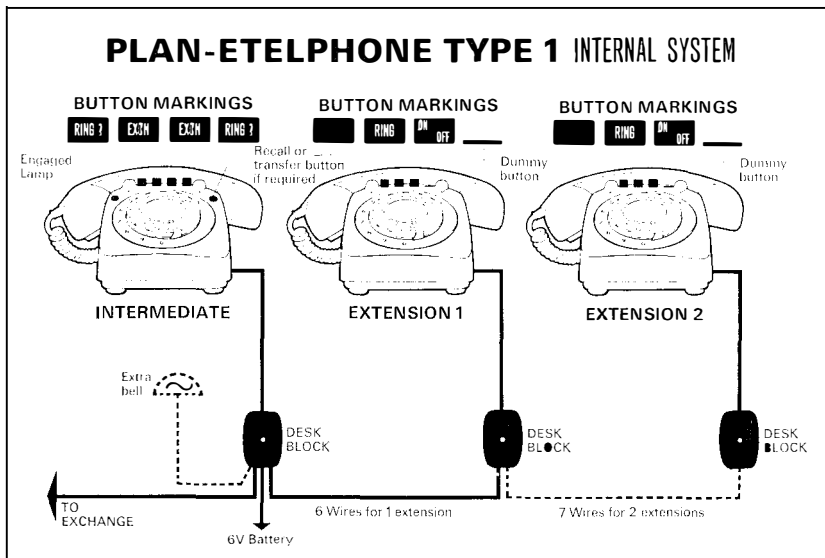 PLAN-ETELPHONE TYPE 1 INTERNAL SYSTEM
BUTTON MARKINGS
RING ? EXIN EXIN RING ?
Engaged
Lamp
Recall or
transfer button
if required
INTERMEDIATE
BUTTON MARKINGS
RING ON OFF
Dummy
button
EXTENSION 1
BUTTON MARKINGS
RING ON OFF
Dummy
button
EXTENSION 2
Extra
bell
DESK
BLOCK
DESK
BLOCK
DESK
BLOCK
TO
EXCHANGE
6V Battery
6 Wires for 1 extension
7 Wires for 2 extensions